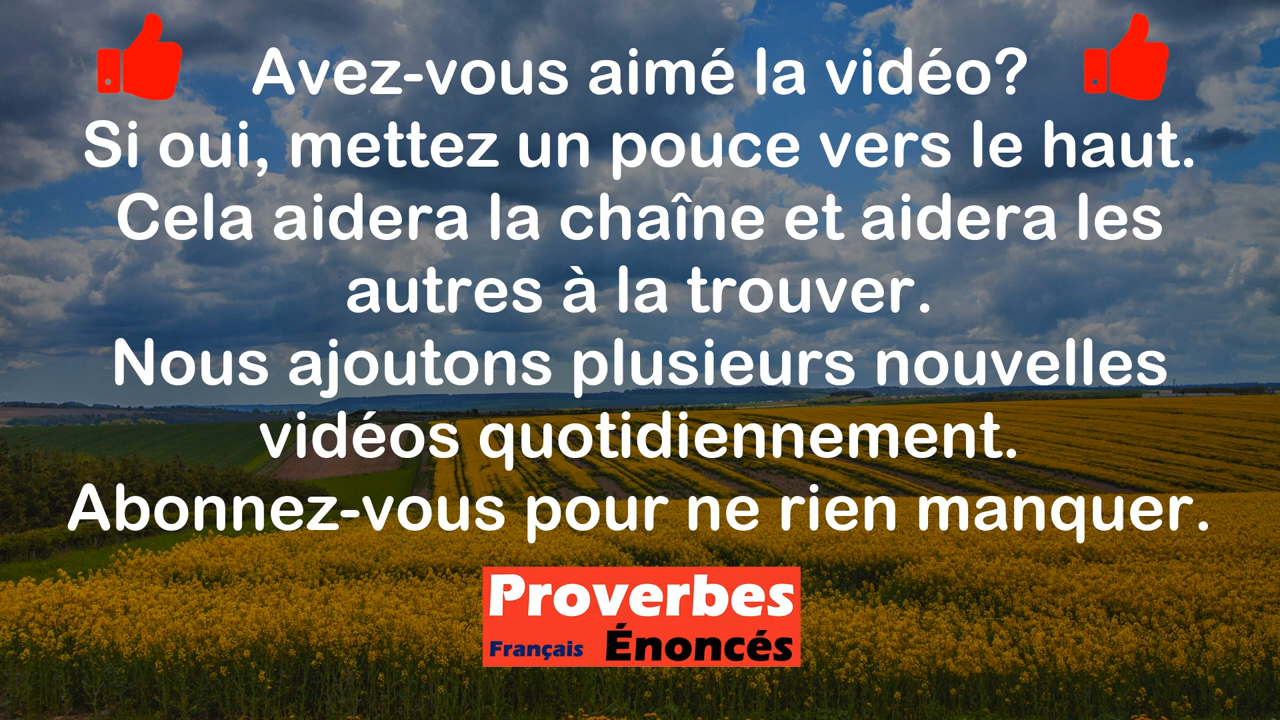 Avez-vous aimé la vidéo?
Si oui, mettez un pouce vers le haut.
Cela aidera la chaîne et aidera les
autres à la trouver.
Nous ajoutons plusieurs nouvelles
vidéos quotidiennement.
Abonnez-vous pour ne rien manquer.
Proverbes
Français Énoncés